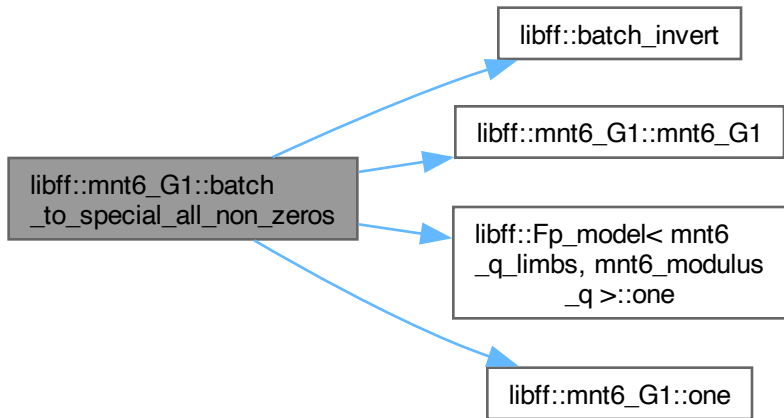 libff::batch_invert
libff::mnt6_G1::mnt6_G1
libff::mnt6_G1::batch
_to_special_all_non_zeros
libff::Fp_model< mnt6
_q_limbs, mnt6_modulus
_q >::one
libff::mnt6_G1::one